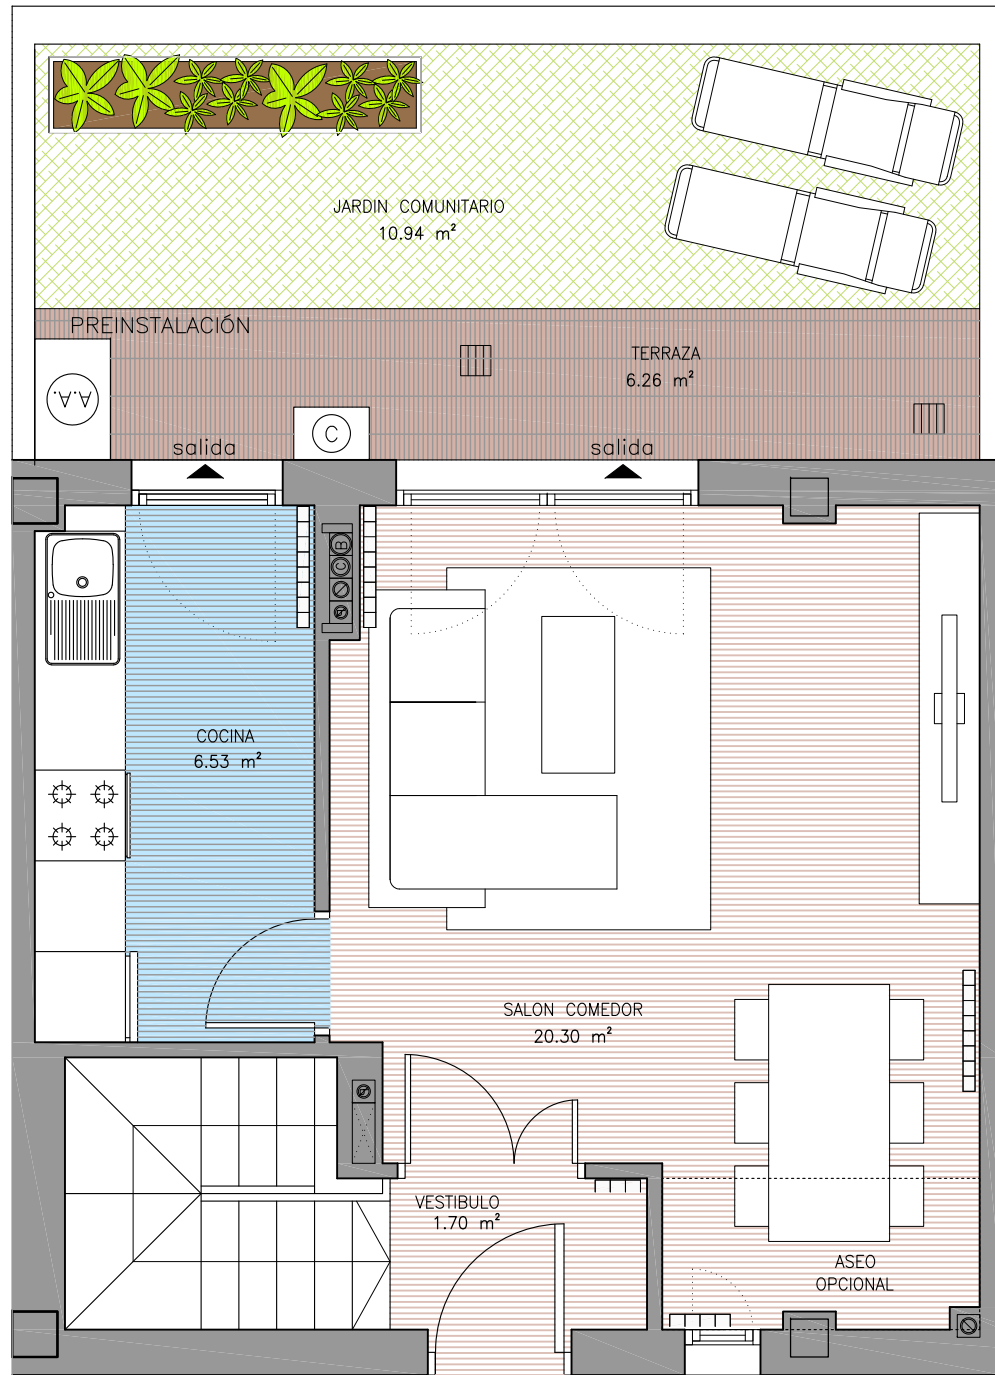 JARDIN COMUNITARIO
10.94 m²
PREINSTALACIÓN
TERRAZA
6.26 m²
A.A.
C
salida
salida
B
C
COCINA
6.53 m²
SALON COMEDOR
20.30 m²
VESTIBULO
1.70 m²
ASEO
OPCIONAL